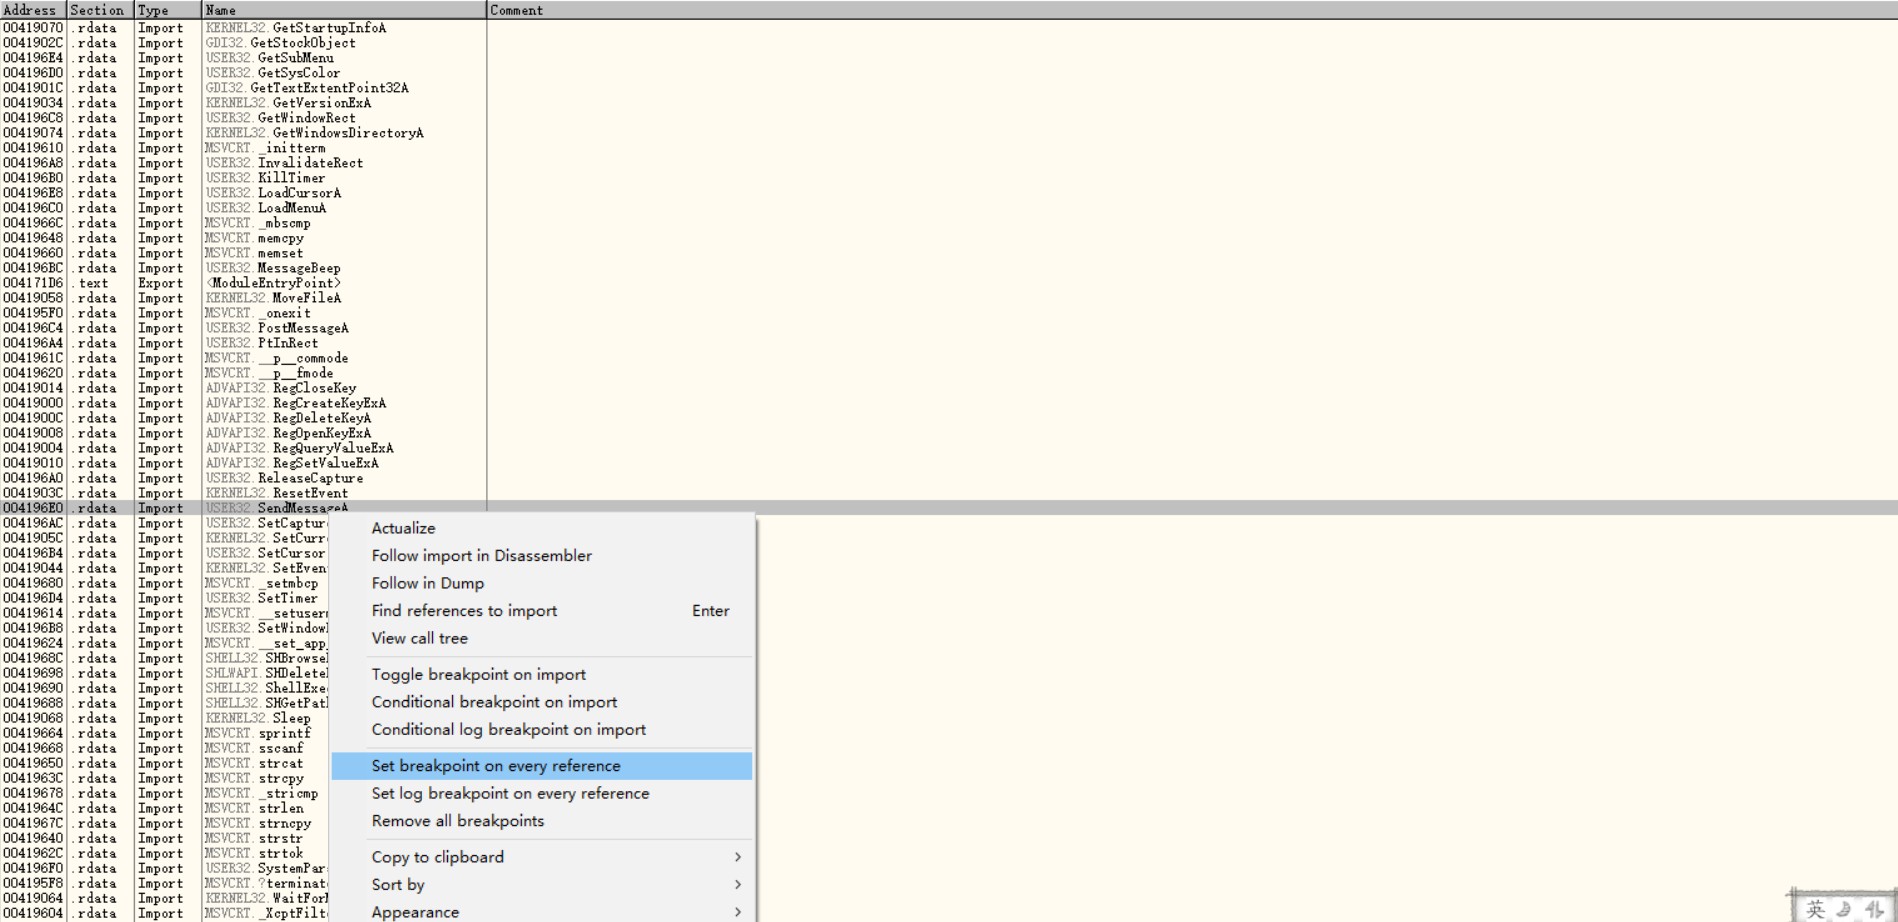 Address Section Type Name Comment
00419070 .rdata Import KERNEL32.GetStartupInfoA
0041902C .rdata Import GDI32.GetStockObject
004196E4 .rdata Import USER32.GetSubMenu
004196D0 .rdata Import USER32.GetSysColor
0041901C .rdata Import GDI32.GetTextExtentPoint32A
00419034 .rdata Import KERNEL32.GetVersionExA
004196C8 .rdata Import USER32.GetWindowRect
00419074 .rdata Import KERNEL32.GetWindowsDirectoryA
00419610 .rdata Import MSVCRT._initterm
004196A8 .rdata Import USER32.InvalidateRect
004196B0 .rdata Import USER32.KillTimer
004196E8 .rdata Import USER32.LoadCursorA
004196C0 .rdata Import USER32.LoadMenuA
0041966C .rdata Import MSVCRT._mbscmp
00419648 .rdata Import MSVCRT.memcpy
00419660 .rdata Import MSVCRT.memset
004196BC .rdata Import USER32.MessageBeep
004171D6 .text Export <ModuleEntryPoint>
00419058 .rdata Import KERNEL32.MoveFileA
004195F0 .rdata Import MSVCRT._onexit
004196C4 .rdata Import USER32.PostMessageA
004196A4 .rdata Import USER32.PtInRect
0041961C .rdata Import MSVCRT.__p__commode
00419620 .rdata Import MSVCRT.__p__fmode
00419014 .rdata Import ADVAPI32.RegCloseKey
00419000 .rdata Import ADVAPI32.RegCreateKeyExA
0041900C .rdata Import ADVAPI32.RegDeleteKeyA
00419008 .rdata Import ADVAPI32.RegOpenKeyExA
00419004 .rdata Import ADVAPI32.RegQueryValueExA
00419010 .rdata Import ADVAPI32.RegSetValueExA
004196A0 .rdata Import USER32.ReleaseCapture
0041903C .rdata Import KERNEL32.ResetEvent
004196E0 .rdata Import USER32.SendMessageA
004196AC .rdata Import USER32.SetCaptur
0041905C .rdata Import KERNEL32.SetCurr
004196B4 .rdata Import USER32.SetCursor
00419044 .rdata Import KERNEL32.SetEven
00419680 .rdata Import MSVCRT._setmbcp
004196D4 .rdata Import USER32.SetTimer
00419614 .rdata Import MSVCRT.__setuser
004196B8 .rdata Import USER32.SetWindow
00419624 .rdata Import MSVCRT.__set_app_
0041968C .rdata Import SHELL32.SHBrowse
00419698 .rdata Import SHLWAPI.SHDelete
00419690 .rdata Import SHELL32.ShellExe
00419688 .rdata Import SHELL32.SHGetPat
00419068 .rdata Import KERNEL32.Sleep
00419664 .rdata Import MSVCRT.sprintf
00419668 .rdata Import MSVCRT.sscanf
00419650 .rdata Import MSVCRT.strcat
0041963C .rdata Import MSVCRT.strcpy
00419678 .rdata Import MSVCRT._stricmp
0041964C .rdata Import MSVCRT.strlen
0041967C .rdata Import MSVCRT.strncpy
00419640 .rdata Import MSVCRT.strstr
0041962C .rdata Import MSVCRT.strtok
004196F0 .rdata Import USER32.SystemPar
004195F8 .rdata Import MSVCRT.?terminat
00419064 .rdata Import KERNEL32.WaitFor
00419604 .rdata Import MSVCRT._XcptFilt
Actualize
Follow import in Disassembler
Follow in Dump
Find references to import Enter
View call tree
Toggle breakpoint on import
Conditional breakpoint on import
Conditional log breakpoint on import
Set breakpoint on every reference
Set log breakpoint on every reference
Remove all breakpoints
Copy to clipboard
Sort by
Appearance
英